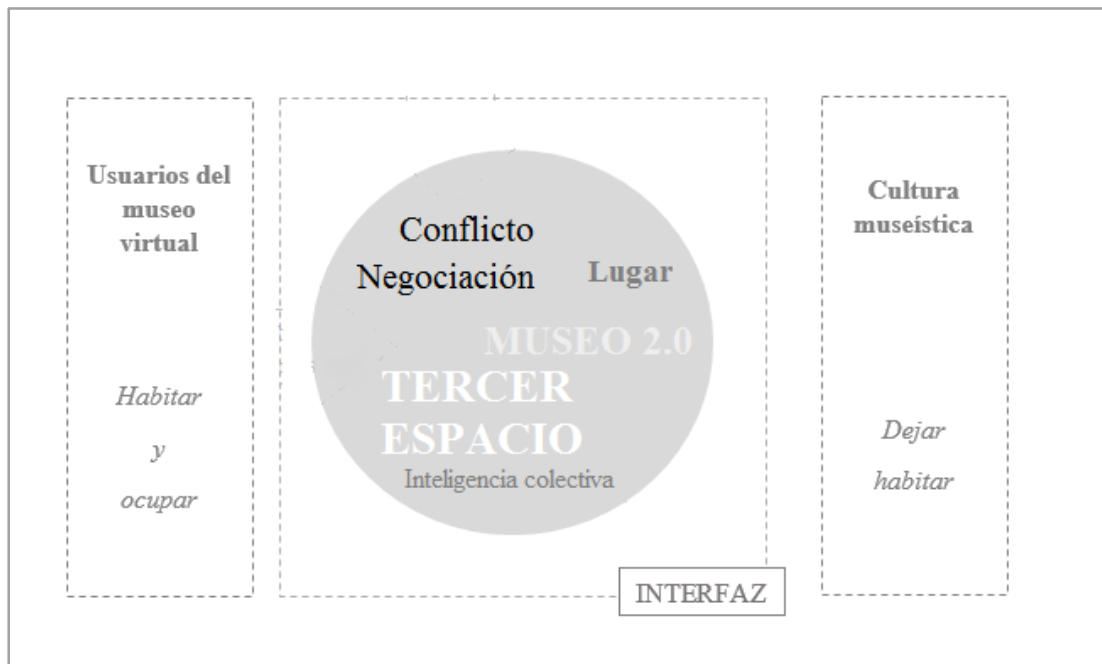 Usuarios del
museo
virtual
Habitar
y
ocupar
Conflicto
Negociación
Lugar
MUSEO 2.0
TERCER
ESPACIO
Inteligencia colectiva
INTERFAZ
Cultura
museística
Dejar
habitar